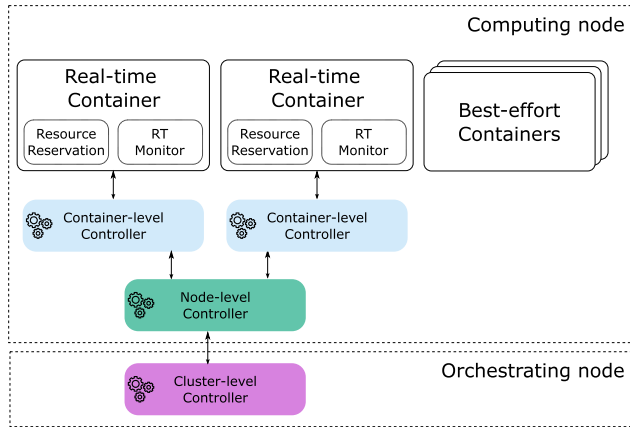 Computing node
Real-time
Container
Resource
Reservation
RT
Monitor
Real-time
Container
Resource
Reservation
RT
Monitor
Best-effort
Containers
Container-level
Controller
Container-level
Controller
Node-level
Controller
Orchestrating node
Cluster-level
Controller